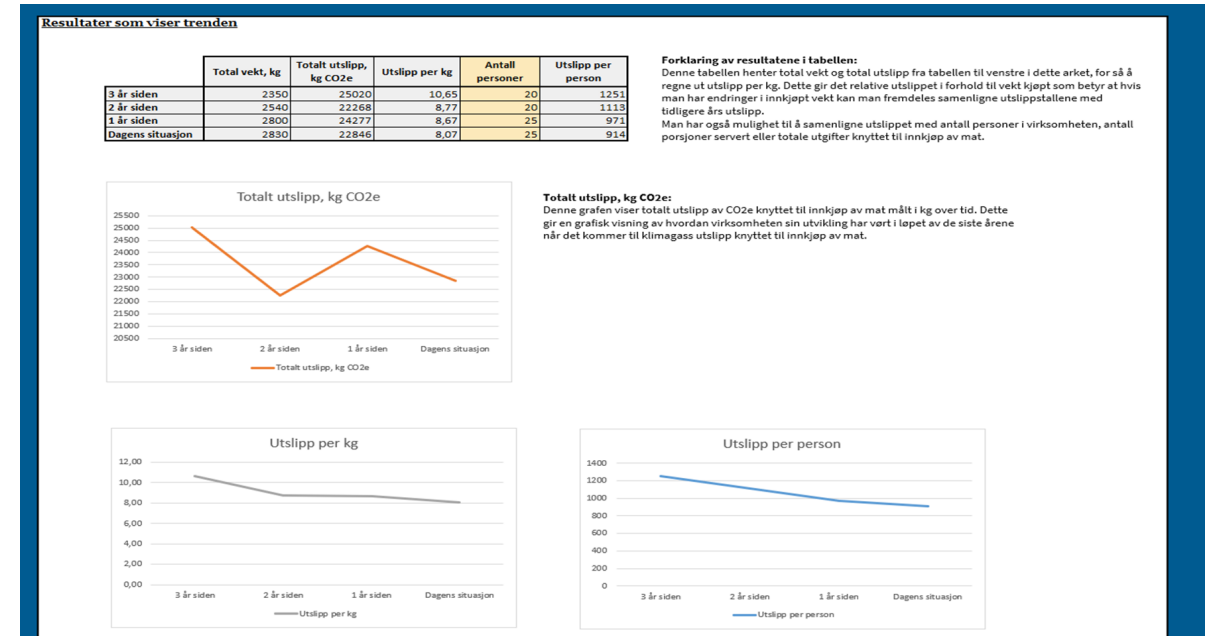 Resultater som viser trenden
Total vekt, kg Totalt utslipp, kg CO2e Utslipp per kg Antall personer Utslipp per person
3 år siden 2350 25020 10,65 20 1251
2 år siden 2540 22268 8,77 20 1113
1 år siden 2800 24277 8,67 25 971
Dagens situasjon 2830 22846 8,07 25 914
Forklaring av resultatene i tabellen:
Denne tabellen henter total vekt og total utslipp fra tabellen til venstre i dette arket, for så å
regne ut utslipp per kg. Dette gir det relative utslippet i forhold til vekt kjøpt som betyr at hvis
man har endringer i innkjøpt vekt kan man fremdeles samenligne utslippstallene med
tidligere års utslipp.
Man har også mulighet til å samenligne utslippet med antall personer i virksomheten, antall
porsjoner servert eller totale utgifter knyttet til innkjøp av mat.
Totalt utslipp, kg CO2e
25500
25000
24500
24000
23500
23000
22500
22000
21500
21000
20500
3 år siden 2 år siden 1 år siden Dagens situasjon
Totalt utslipp, kg CO2e
Totalt utslipp, kg CO2e:
Denne grafen viser totalt utslipp av CO2e knyttet til innkjøp av mat målt i kg over tid. Dette
gir en grafisk visning av hvordan virksomheten sin utvikling har vørt i løpet av de siste årene
når det kommer til klimagass utslipp knyttet til innkjøp av mat.
Utslipp per kg
12,00
10,00
8,00
6,00
4,00
2,00
0,00
3 år siden 2 år siden 1 år siden Dagens situasjon
Utslipp per kg
Utslipp per person
1400
1200
1000
800
600
400
200
0
3 år siden 2 år siden 1 år siden Dagens situasjon
Utslipp per person